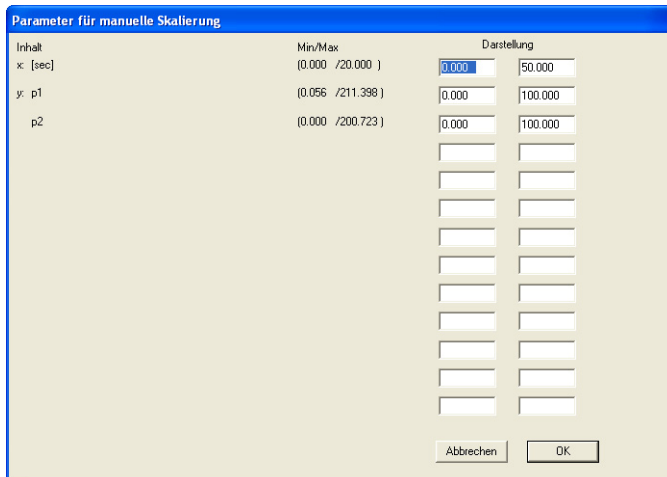 Parameter für manuelle Skalierung
Inhalt Min/Max Darstellung
x: [sec] (0.000 /20.000 ) 0.000 50.000
y: p1 (0.056 /211.398 ) 0.000 100.000
p2 (0.000 /200.723 ) 0.000 100.000
Abbrechen OK